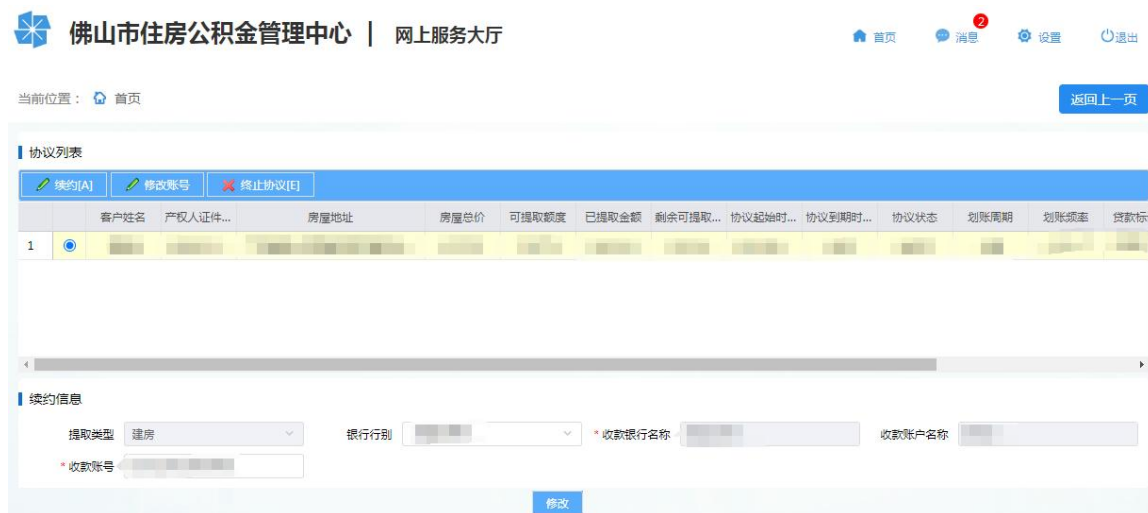 佛山市住房公积金管理中心 | 网上服务大厅
首页 消息 2 设置 退出
当前位置： 首页
返回上一页
协议列表
续约[A] 修改账号 终止协议[E]
客户姓名 产权人证件... 房屋地址 房屋总价 可提取额度 已提取金额 剩余可提取... 协议起始时... 协议到期时... 协议状态 划账周期 划账频率 贷款标
1
续约信息
提取类型 建房 银行行别 * 收款银行名称 收款账户名称
* 收款账号
修改